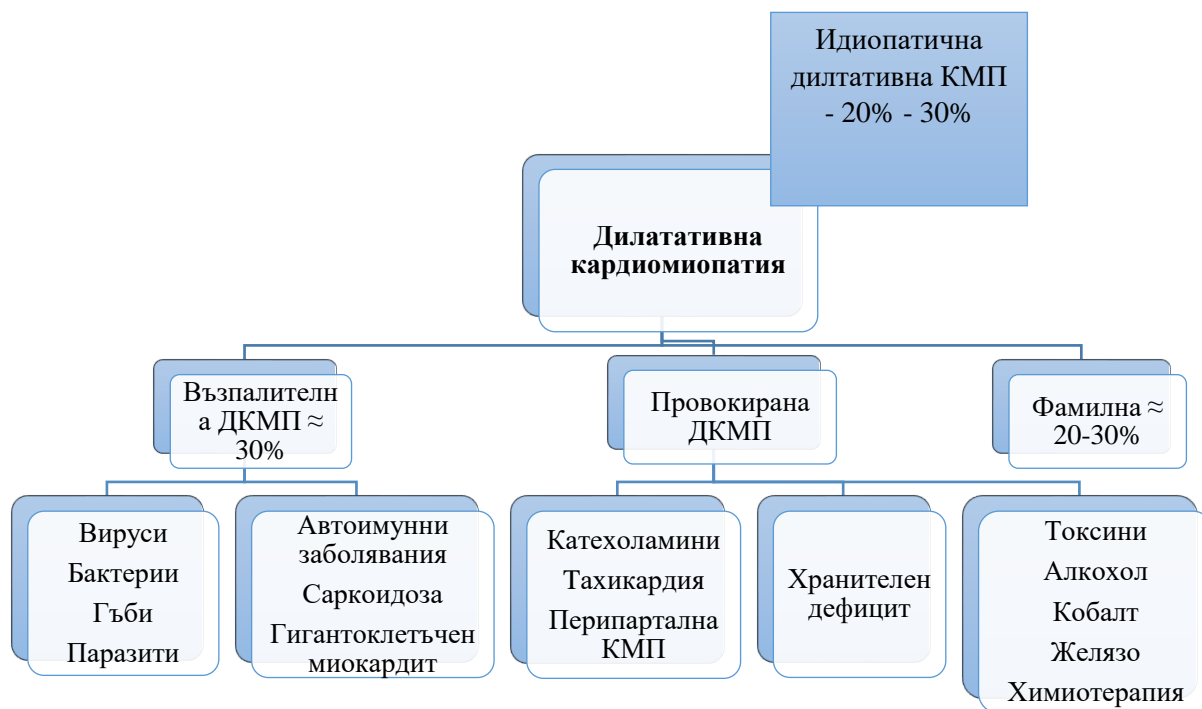 Идиопатична
дилтативна КМП
- 20% - 30%
Дилатативна
кардиомиопатия
Възпалителн
а ДКМП ≈
30%
Провокирана
ДКМП
Фамилна ≈
20-30%
Вируси
Бактерии
Гъби
Паразити
Автоимунни
заболявания
Саркоидоза
Гигантоклетъчен
миокардит
Катехоламини
Тахикардия
Перипартална
КМП
Хранителен
дефицит
Токсини
Алкохол
Кобалт
Желязо
Химиотерапия